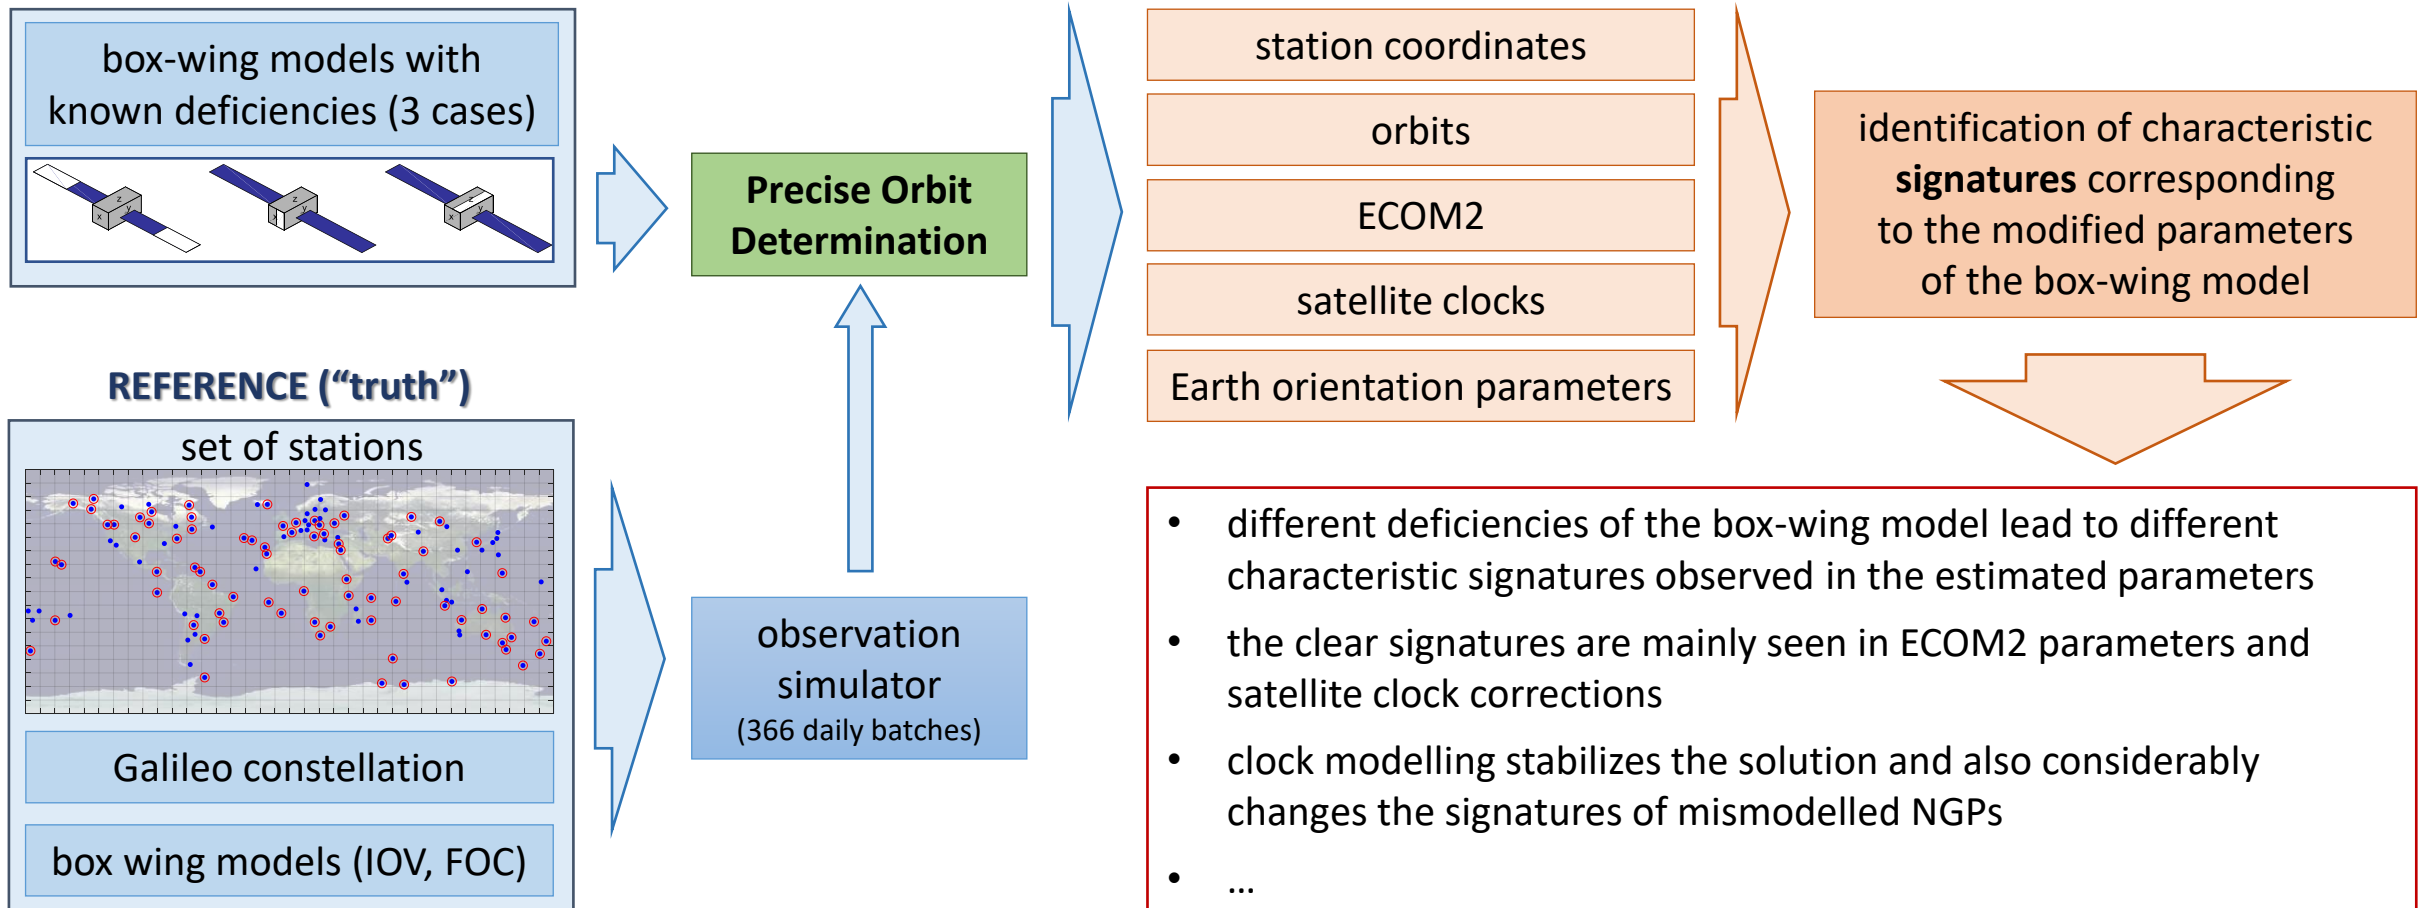 box-wing models with
known deficiencies (3 cases)
z
x
y
z
x
y
z
x
y
REFERENCE (“truth”)
set of stations
Galileo constellation
box wing models (IOV, FOC)
Precise Orbit
Determination
observation
simulator
(366 daily batches)
station coordinates
orbits
ECOM2
satellite clocks
Earth orientation parameters
identification of characteristic
signatures corresponding
to the modified parameters
of the box-wing model
• different deficiencies of the box-wing model lead to different
characteristic signatures observed in the estimated parameters
• the clear signatures are mainly seen in ECOM2 parameters and
satellite clock corrections
• clock modelling stabilizes the solution and also considerably
changes the signatures of mismodelled NGPs
• ...